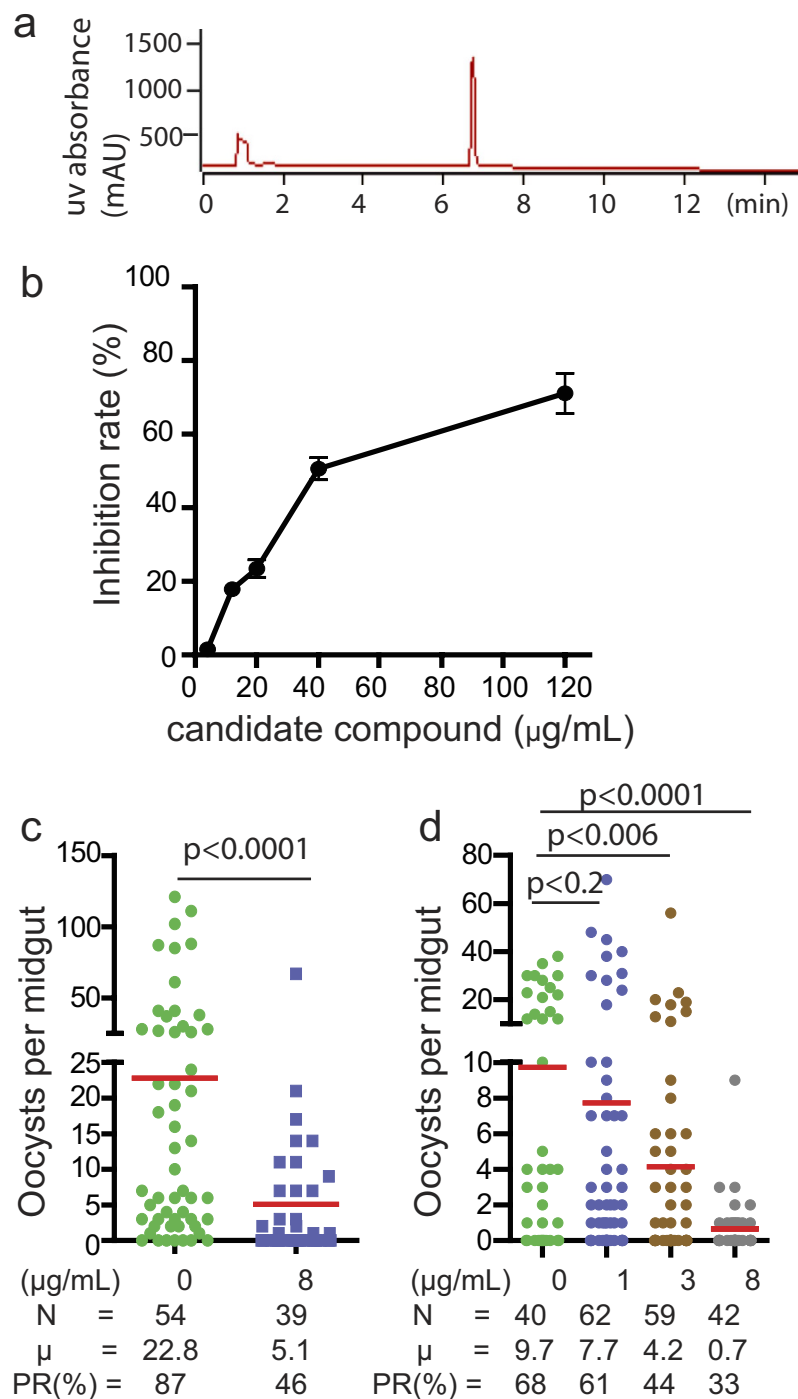 a
uv absorbance
(mAU)
1500
1000
500
0 2 4 6 8 10 12 (min)
b
Inhibition rate (%)
100
80
60
40
20
0
0 20 40 60 80 100 120
candidate compound (µg/mL)
c
p<0.0001
Oocysts per midgut
150
100
50
25
20
15
10
5
0
(µg/mL) 0 8
N = 54 39
µ = 22.8 5.1
PR(%) = 87 46
d
p<0.0001
p<0.006
p<0.2
Oocysts per midgut
80
60
40
20
10
8
6
4
2
0
(µg/mL) 0 1 3 8
N = 40 62 59 42
µ = 9.7 7.7 4.2 0.7
PR(%) = 68 61 44 33